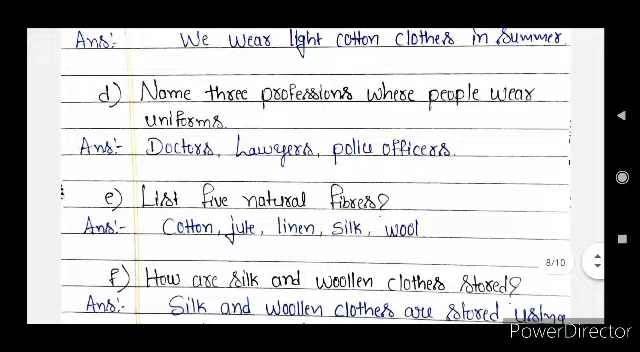 Ans:- We wear light cotton clothes in summer.
d) Name three professions where people wear
uniforms.
Ans:- Doctors, Lawyers, police officers.
e) List five natural fibres?
Ans:- Cotton, jute, linen, silk, wool
8/10
f) How are silk and woollen clothes stored?
Ans:- Silk and woollen clothes are stored using
PowerDirector